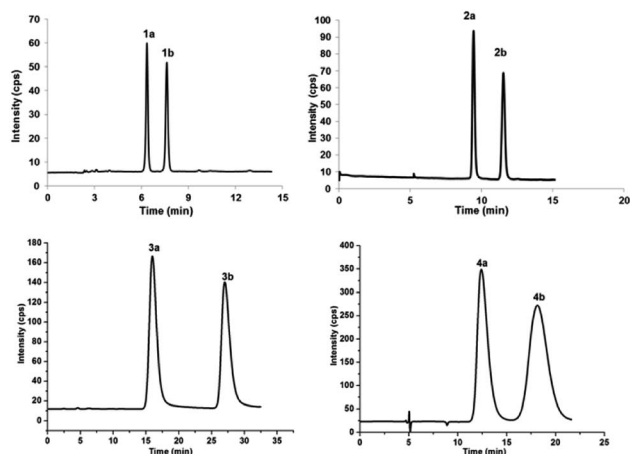 70
60
50
40
30
20
10
0
Intensity (cps)
1a
1b
0 3 6 9 12 15
Time (min)
100
90
80
70
60
50
40
30
20
10
0
Intensity (cps)
2a
2b
0 5 10 15 20
Time (min)
180
160
140
120
100
80
60
40
20
0
Intensity (cps)
3a
3b
0 5 10 15 20 25 30 35
Time (min)
400
350
300
250
200
150
100
50
0
Intensity (cps)
4a
4b
0 5 10 15 20 25
Time (min)